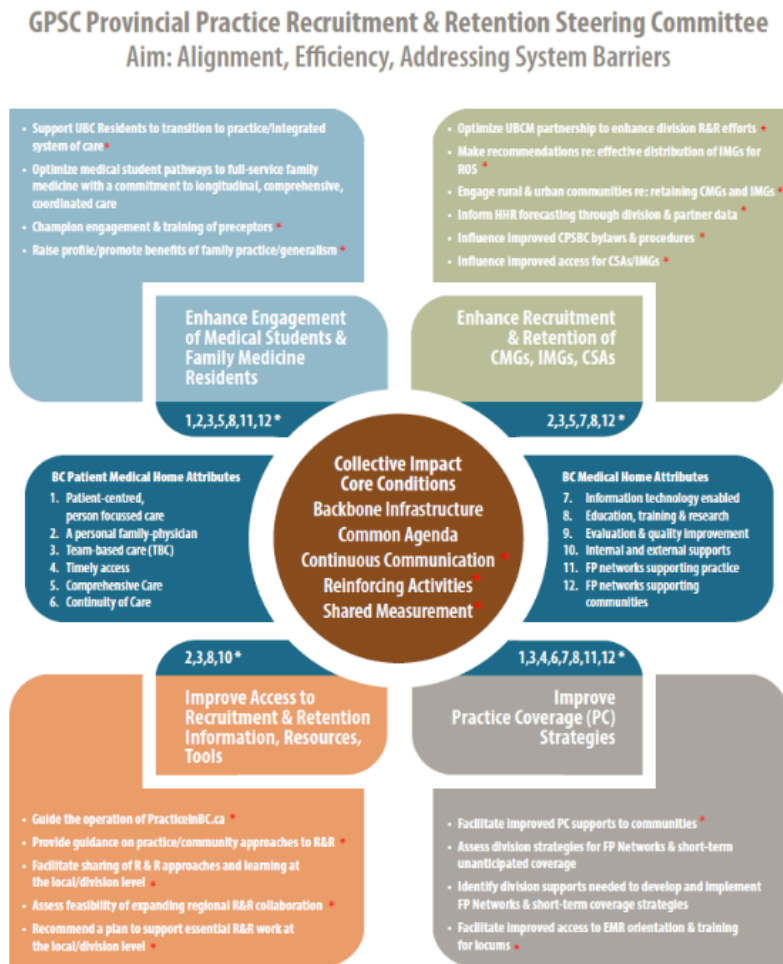 GPSC Provincial Practice Recruitment & Retention Steering Committee
Aim: Alignment, Efficiency, Addressing System Barriers
• Support UBC Residents to transition to practice/integrated
system of care*
• Optimize medical student pathways to full-service family
medicine with a commitment to longitudinal, comprehensive,
coordinated care
• Champion engagement & training of preceptors *
• Raise profile/promote benefits of family practice/generalism *
• Optimize UBCM partnership to enhance division R&R efforts *
• Make recommendations re: effective distribution of IMGs for
ROS *
• Engage rural & urban communities re: retaining CMGs and IMGs *
• Inform HHR forecasting through division & partner data *
• Influence improved CPSBC bylaws & procedures *
• Influence improved access for CSAs/IMGs *
Enhance Engagement
of Medical Students &
Family Medicine
Residents
1,2,3,5,8,11,12 *
Enhance Recruitment
& Retention of
CMGs, IMGs, CSAs
2,3,5,7,8,12 *
BC Patient Medical Home Attributes
1. Patient-centred,
person focussed care
2. A personal family-physician
3. Team-based care (TBC)
4. Timely access
5. Comprehensive Care
6. Continuity of Care
Collective Impact
Core Conditions
Backbone Infrastructure
Common Agenda
Continuous Communication *
Reinforcing Activities *
Shared Measurement *
BC Medical Home Attributes
7. Information technology enabled
8. Education, training & research
9. Evaluation & quality improvement
10. Internal and external supports
11. FP networks supporting practice
12. FP networks supporting
communities
2,3,8,10 *
Improve Access to
Recruitment & Retention
Information, Resources,
Tools
1,3,4,6,7,8,11,12 *
Improve
Practice Coverage (PC)
Strategies
• Guide the operation of PracticeinBC.ca *
• Provide guidance on practice/community approaches to R&R *
• Facilitate sharing of R & R approaches and learning at
the local/division level *
• Assess feasibility of expanding regional R&R collaboration *
• Recommend a plan to support essential R&R work at
the local/division level *
• Facilitate improved PC supports to communities *
• Assess division strategies for FP Networks & short-term
unanticipated coverage
• Identify division supports needed to develop and implement
FP Networks & short-term coverage strategies
• Facilitate improved access to EMR orientation & training
for locums *